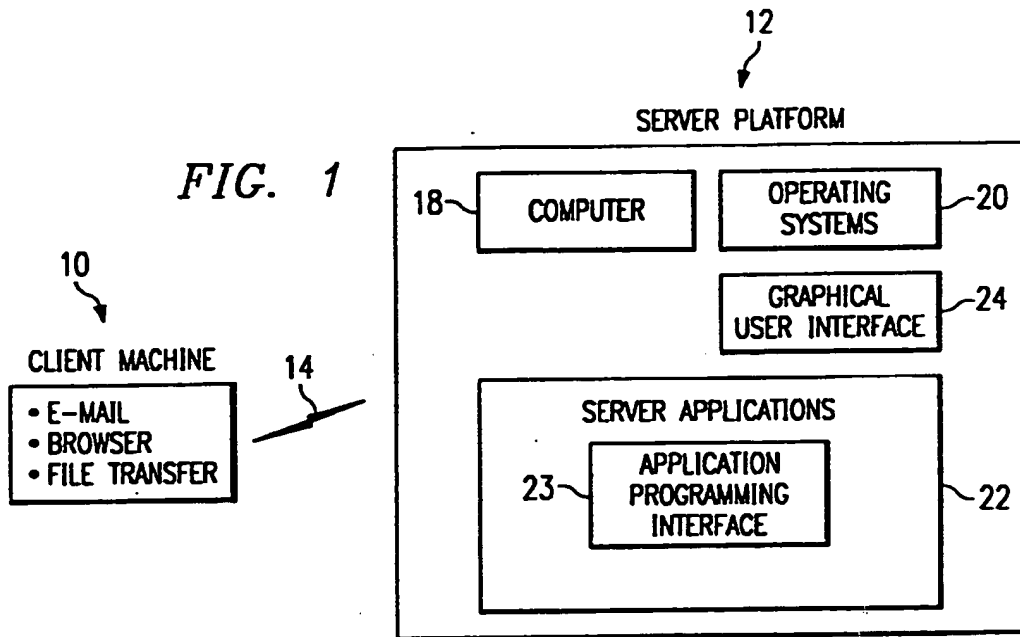 12
SERVER PLATFORM
FIG. 1
18
COMPUTER
OPERATING
SYSTEMS
20
10
GRAPHICAL
USER INTERFACE
24
CLIENT MACHINE
14
• E-MAIL
• BROWSER
• FILE TRANSFER
SERVER APPLICATIONS
23
APPLICATION
PROGRAMMING
INTERFACE
22